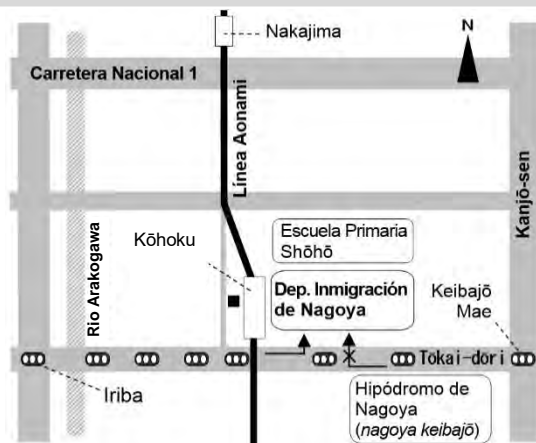 Nakajima
N
Carretera Nacional 1
Línea Aonami
Kanjō-sen
Rio Arakogawa
Kōhoku
Escuela Primaria
Shōhō
Dep. Inmigración
de Nagoya
Keibajō
Mae
Tokai-dori
Iriba
Hipódromo de
Nagoya
(nagoya keibajō)